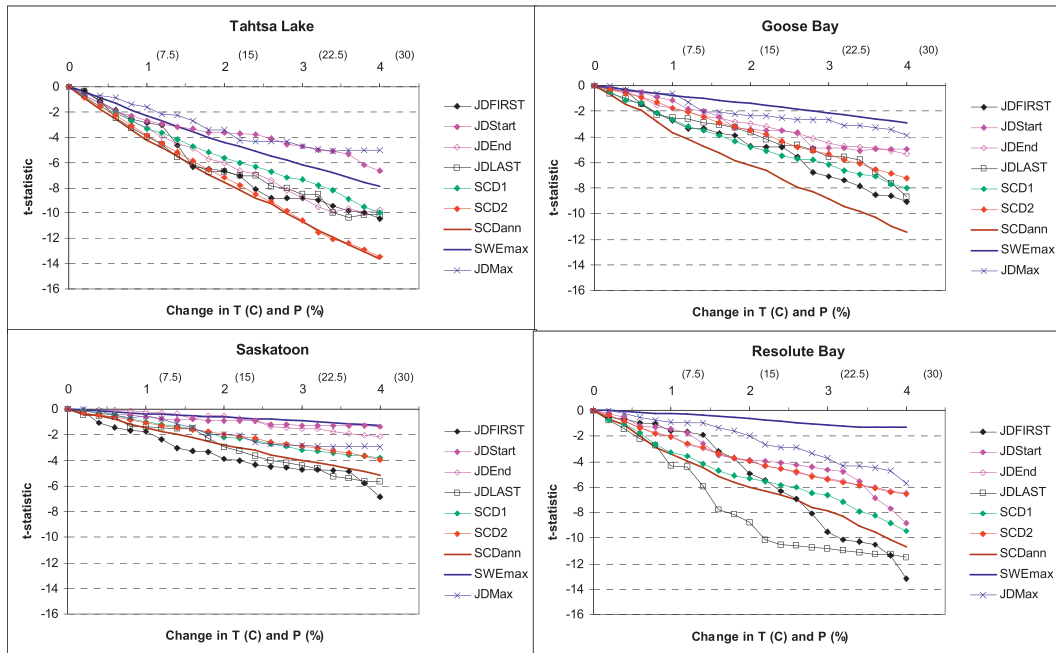 Tahtsa Lake
(7.5) (15) (22.5) (30)
0 1 2 3 4
0
-2
-4
-6
-8
-10
-12
-14
-16
t-statistic
Change in T (C) and P (%)
JDFIRST
JDStart
JDEnd
JDLAST
SCD1
SCD2
SCDann
SWEmax
JDMax
Goose Bay
(7.5) (15) (22.5) (30)
0 1 2 3 4
0
-2
-4
-6
-8
-10
-12
-14
-16
t-statistic
Change in T (C) and P (%)
JDFIRST
JDStart
JDEnd
JDLAST
SCD1
SCD2
SCDann
SWEmax
JDMax
Saskatoon
(7.5) (15) (22.5) (30)
0 1 2 3 4
0
-2
-4
-6
-8
-10
-12
-14
-16
t-statistic
Change in T (C) and P (%)
JDFIRST
JDStart
JDEnd
JDLAST
SCD1
SCD2
SCDann
SWEmax
JDMax
Resolute Bay
(7.5) (15) (22.5) (30)
0 1 2 3 4
0
-2
-4
-6
-8
-10
-12
-14
-16
t-statistic
Change in T (C) and P (%)
JDFIRST
JDStart
JDEnd
JDLAST
SCD1
SCD2
SCDann
SWEmax
JDMax